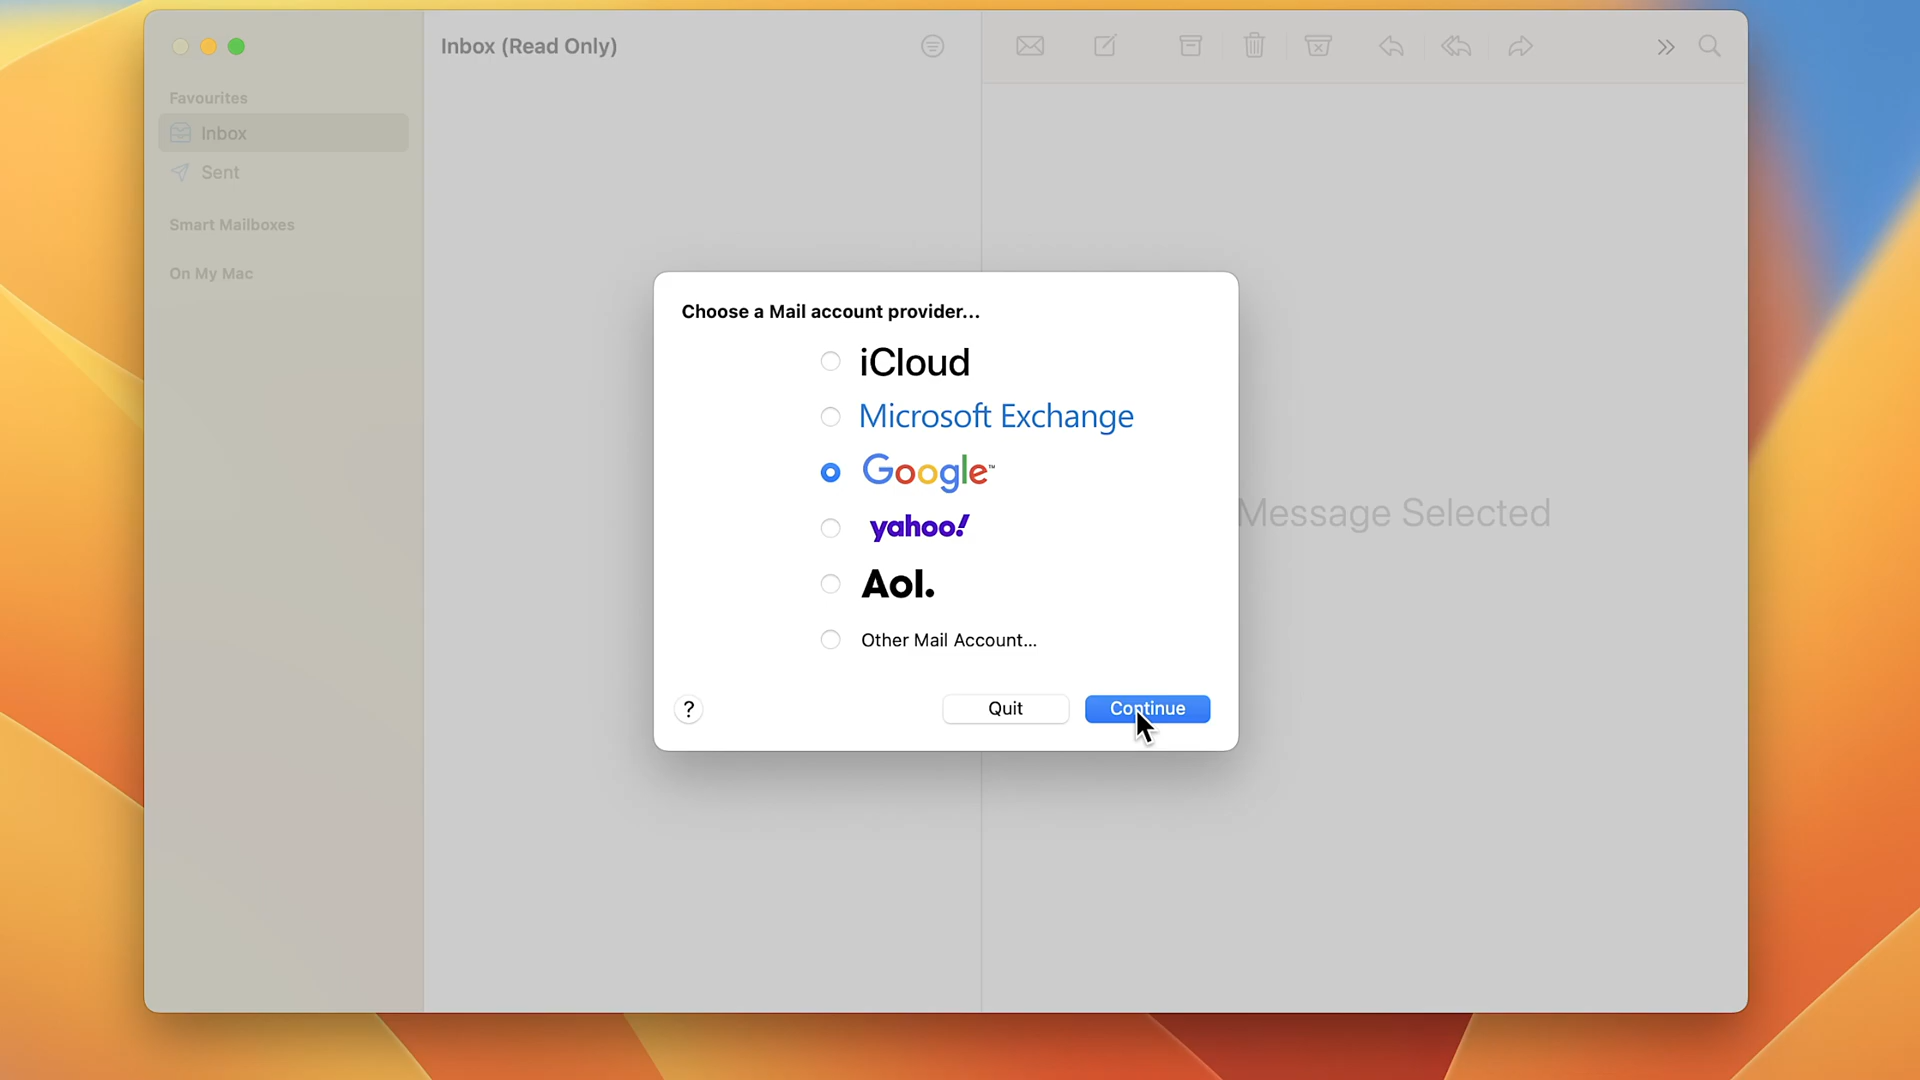 Inbox (Read Only)
Favourites
Inbox
Sent
Smart Mailboxes
On My Mac
Message Selected
Choose a Mail account provider...
iCloud
Microsoft Exchange
Google™
yahoo!
Aol.
Other Mail Account...
?
Quit
Continue